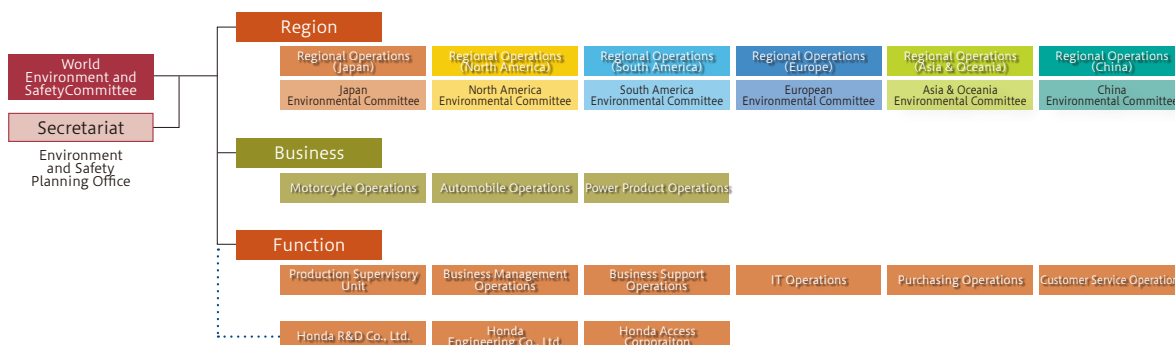 Region
World
Environment and
SafetyCommittee
Secretariat
Environment
and Safety
Planning Office
Regional Operations
(Japan)
Regional Operations
(North America)
Regional Operations
(South America)
Regional Operations
(Europe)
Regional Operations
(Asia & Oceania)
Regional Operations
(China)
Japan
Environmental Committee
North America
Environmental Committee
South America
Environmental Committee
European
Environmental Committee
Asia & Oceania
Environmental Committee
China
Environmental Committee
Business
Motorcycle Operations
Automobile Operations
Power Product Operations
Function
Production Supervisory
Unit
Business Management
Operations
Business Support
Operations
IT Operations
Purchasing Operations
Customer Service Operation
Honda R&D Co., Ltd.
Honda
Engineering Co., Ltd.
Honda Access
Corporaiton